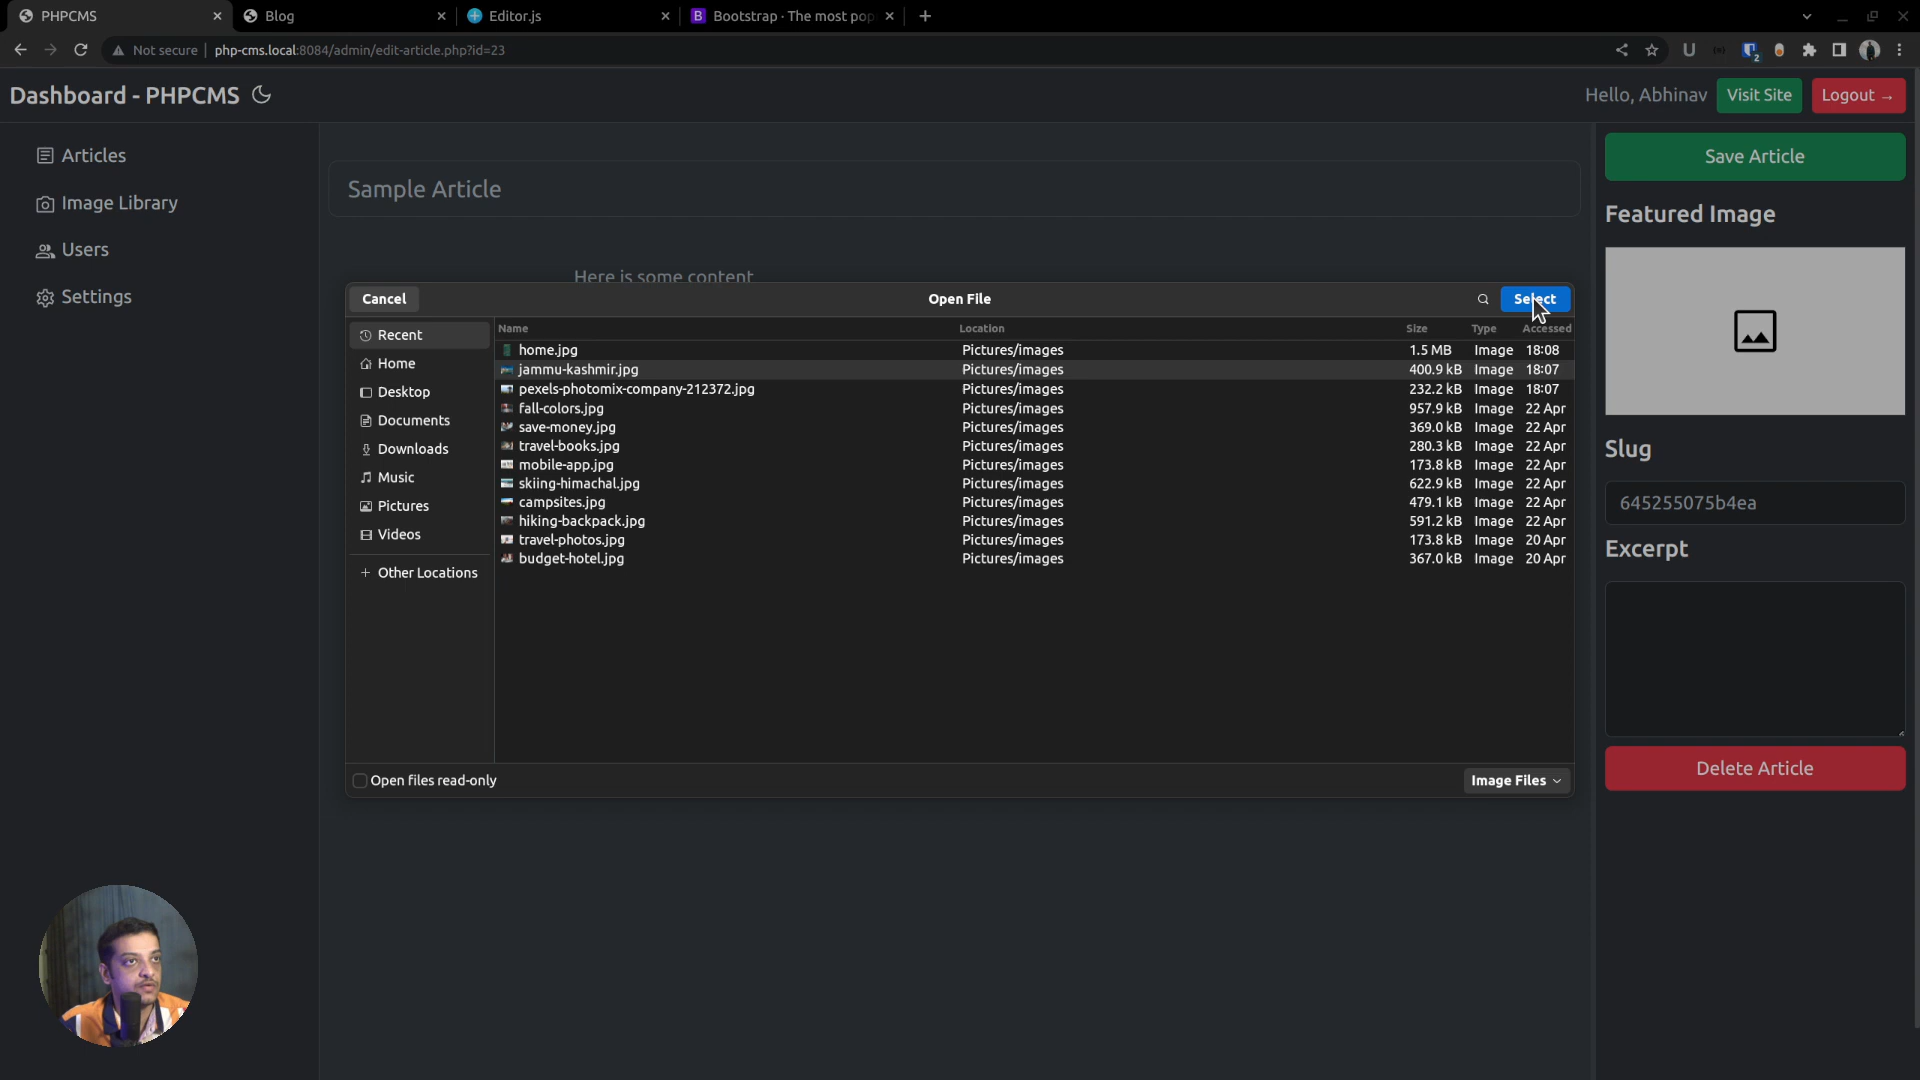 PHPCMS
Blog
Editor.js
Bootstrap · The most pop
Not secure
php-cms.local:8084/admin/edit-article.php?id=23
U
2
Dashboard - PHPCMS
Hello, Abhinav
Visit Site
Logout →
Articles
Image Library
Users
Settings
Sample Article
Here is some content
Save Article
Featured Image
Slug
645255075b4ea
Excerpt
Delete Article
Cancel
Open File
Select
Recent
Home
Desktop
Documents
Downloads
Music
Pictures
Videos
+ Other Locations
Name Location Size Type Accessed
home.jpg Pictures/images 1.5 MB Image 18:08
jammu-kashmir.jpg Pictures/images 400.9 kB Image 18:07
pexels-photomix-company-212372.jpg Pictures/images 232.2 kB Image 18:07
fall-colors.jpg Pictures/images 957.9 kB Image 22 Apr
save-money.jpg Pictures/images 369.0 kB Image 22 Apr
travel-books.jpg Pictures/images 280.3 kB Image 22 Apr
mobile-app.jpg Pictures/images 173.8 kB Image 22 Apr
skiing-himachal.jpg Pictures/images 622.9 kB Image 22 Apr
campsites.jpg Pictures/images 479.1 kB Image 22 Apr
hiking-backpack.jpg Pictures/images 591.2 kB Image 22 Apr
travel-photos.jpg Pictures/images 173.8 kB Image 20 Apr
budget-hotel.jpg Pictures/images 367.0 kB Image 20 Apr
Open files read-only
Image Files